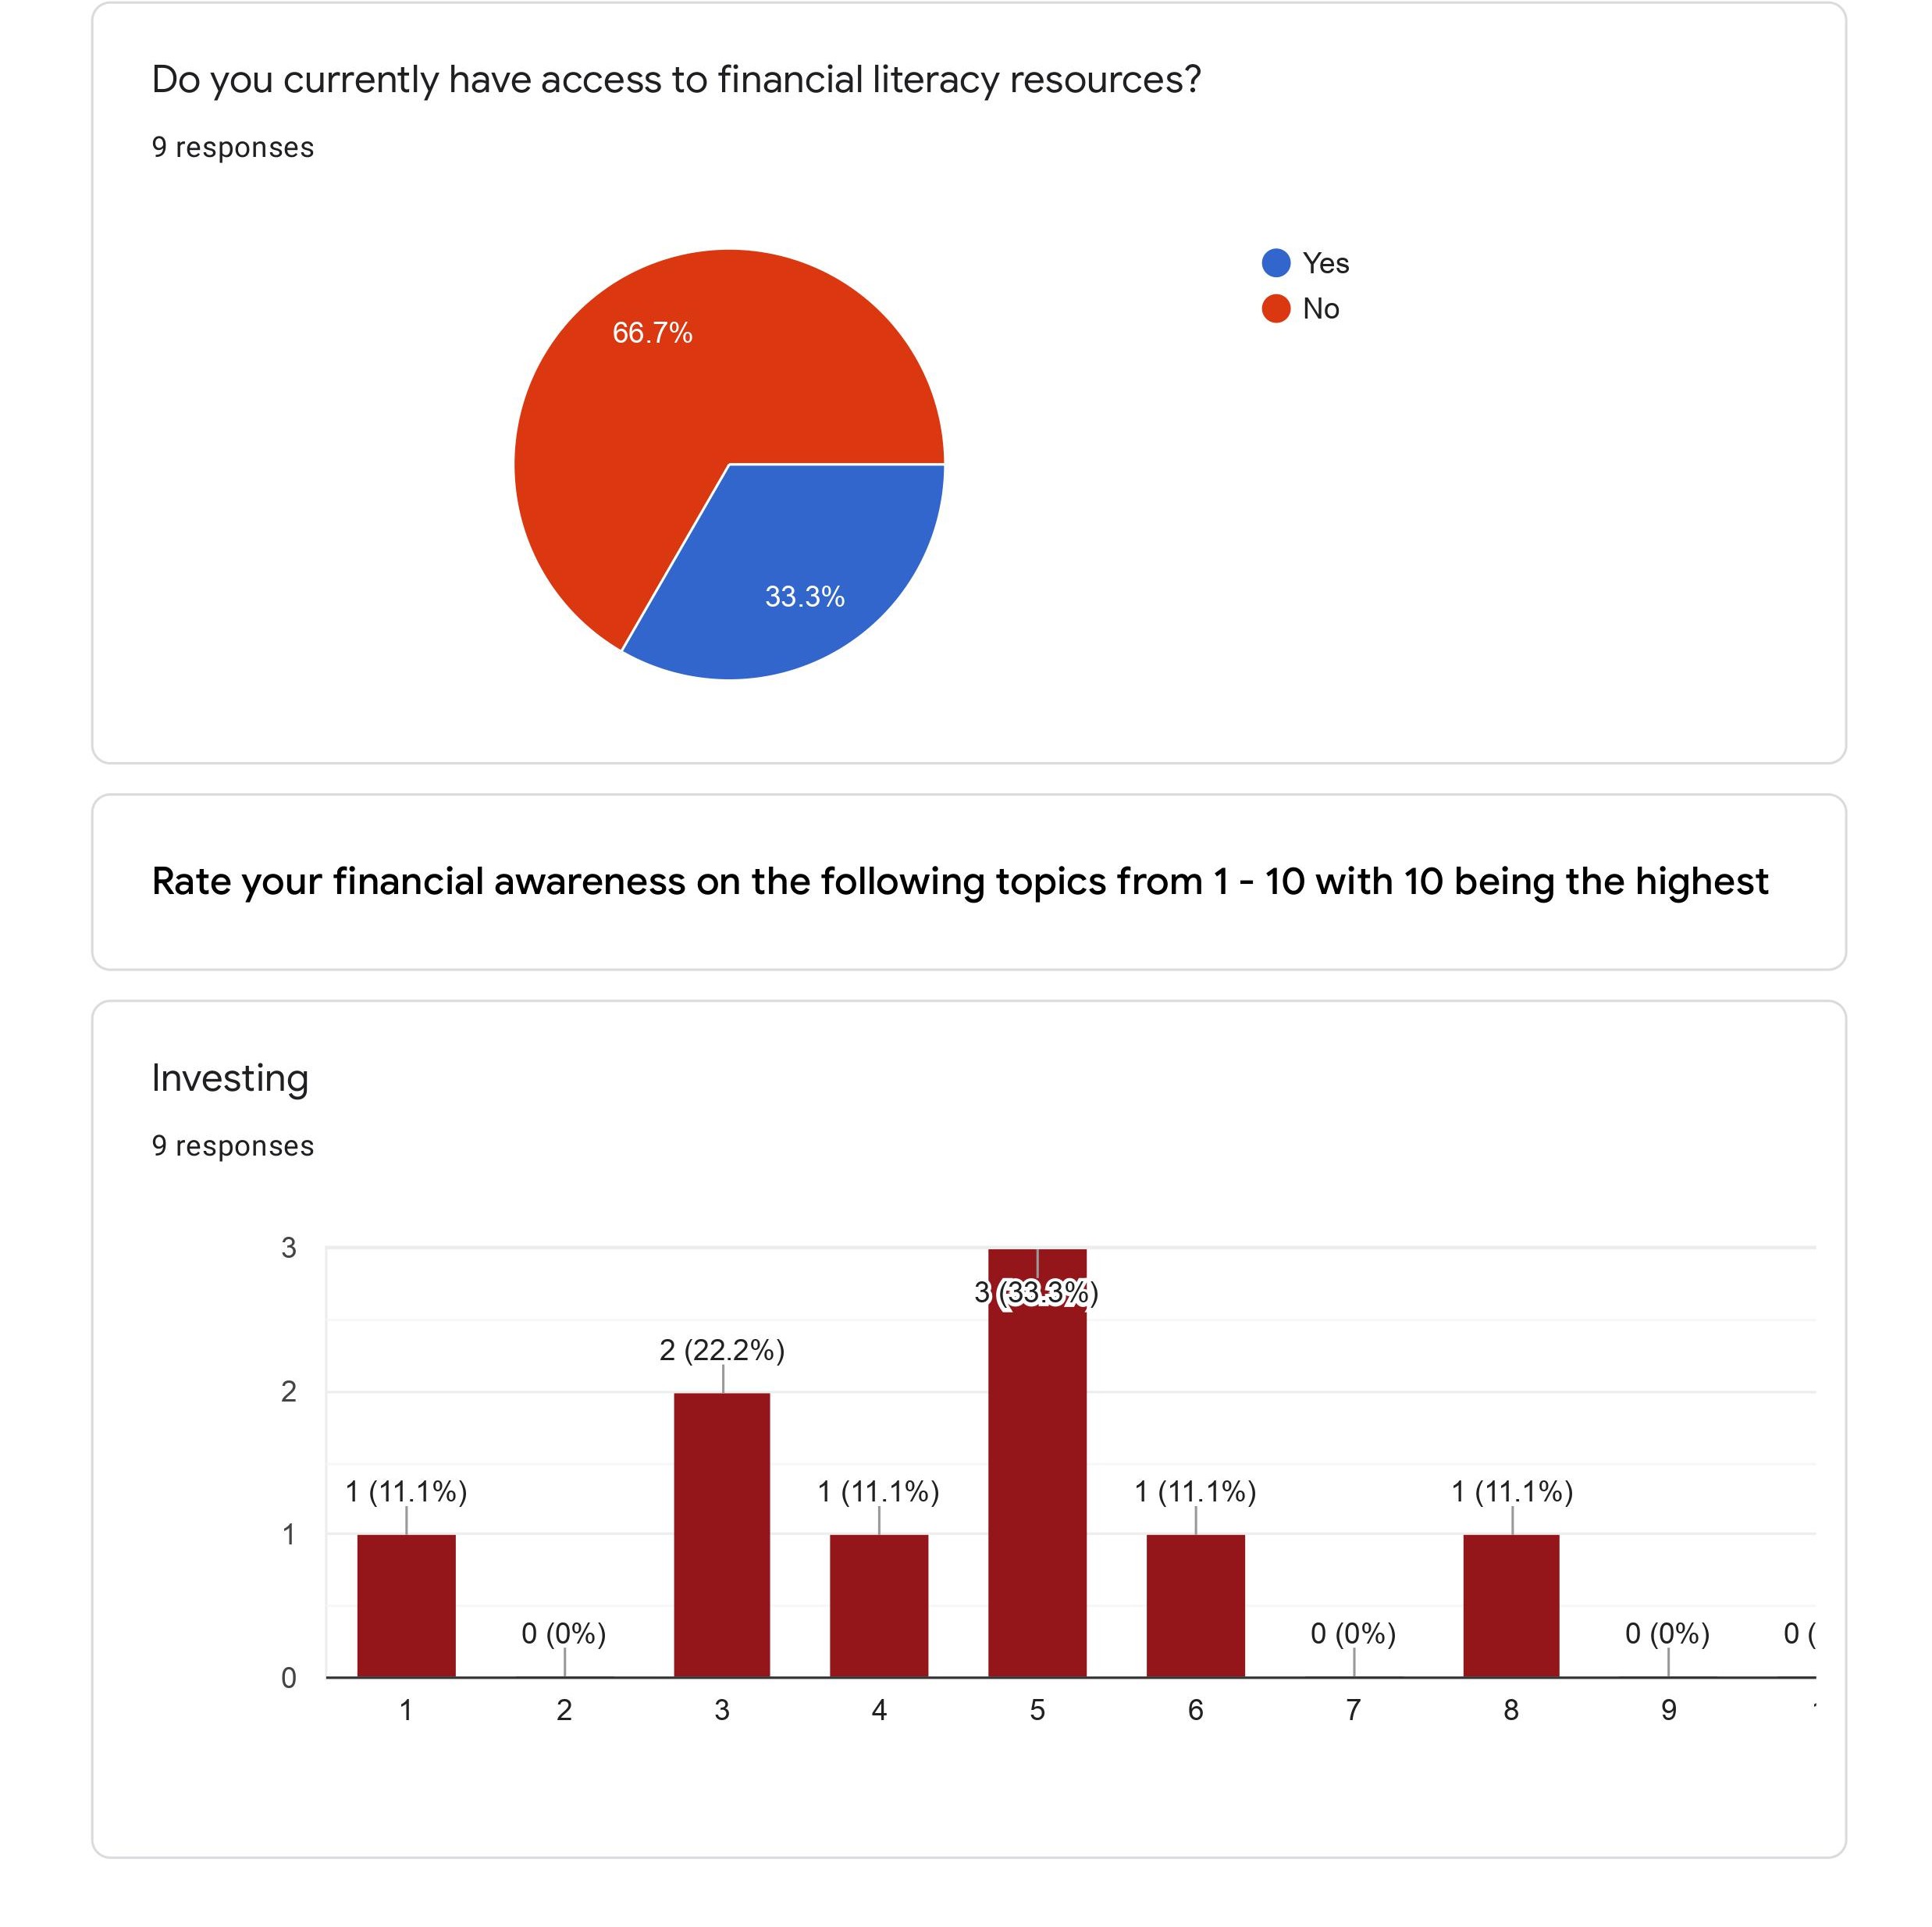 Do you currently have access to financial literacy resources?
9 responses
Yes
No
66.7%
33.3%
Rate your financial awareness on the following topics from 1 - 10 with 10 being the highest
Investing
9 responses
3
3 (33.3%)
2 (22.2%)
2
1 (11.1%) 1 (11.1%) 1 (11.1%) 1 (11.1%)
1
0 (0%) 0 (0%) 0 (0%) 0 (
0
1 2 3 4 5 6 7 8 9